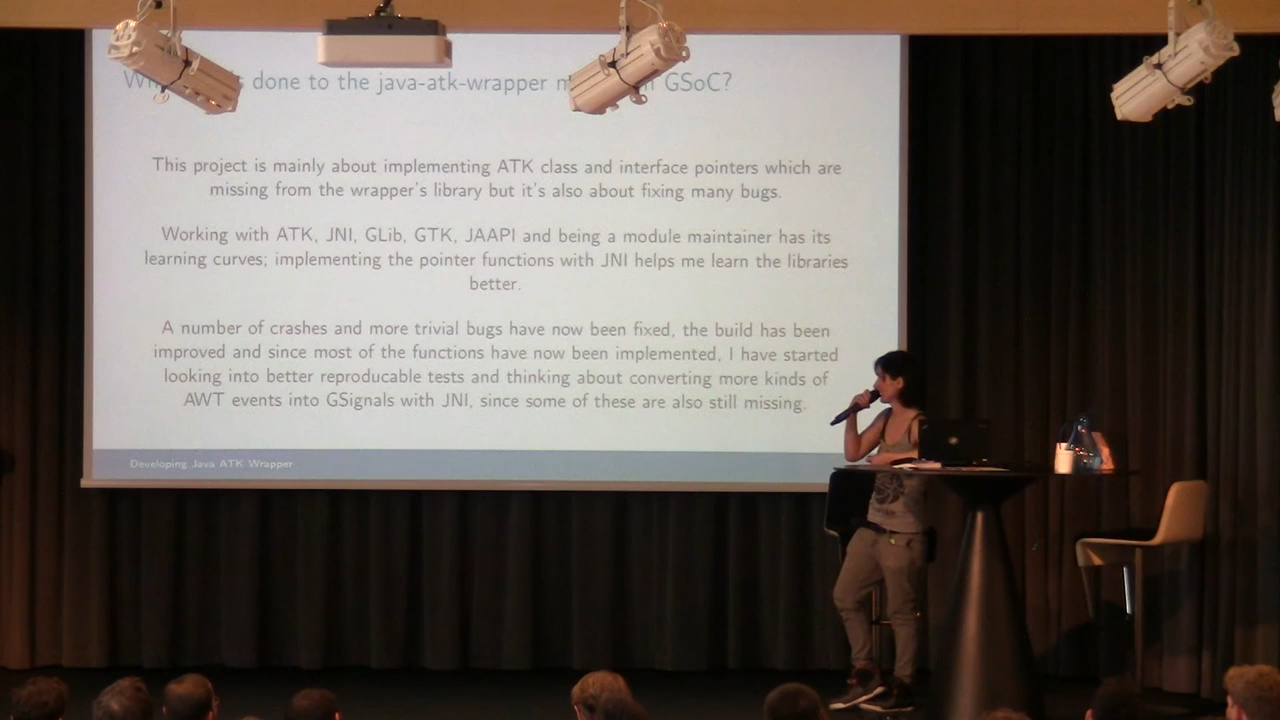 done to the java-atk-wrapper GSoC?
This project is mainly about implementing ATK class and interface pointers which are
missing from the wrapper's library but it's also about fixing many bugs.
Working with ATK, JNI, GLib, GTK, JAAPI and being a module maintainer has its
learning curves; implementing the pointer functions with JNI helps me learn the libraries
better.
A number of crashes and more trivial bugs have now been fixed, the build has been
improved and since most of the functions have now been implemented, I have started
looking into better reproducable tests and thinking about converting more kinds of
AWT events into GSignals with JNI, since some of these are also still missing.
Developing Java ATK Wrapper